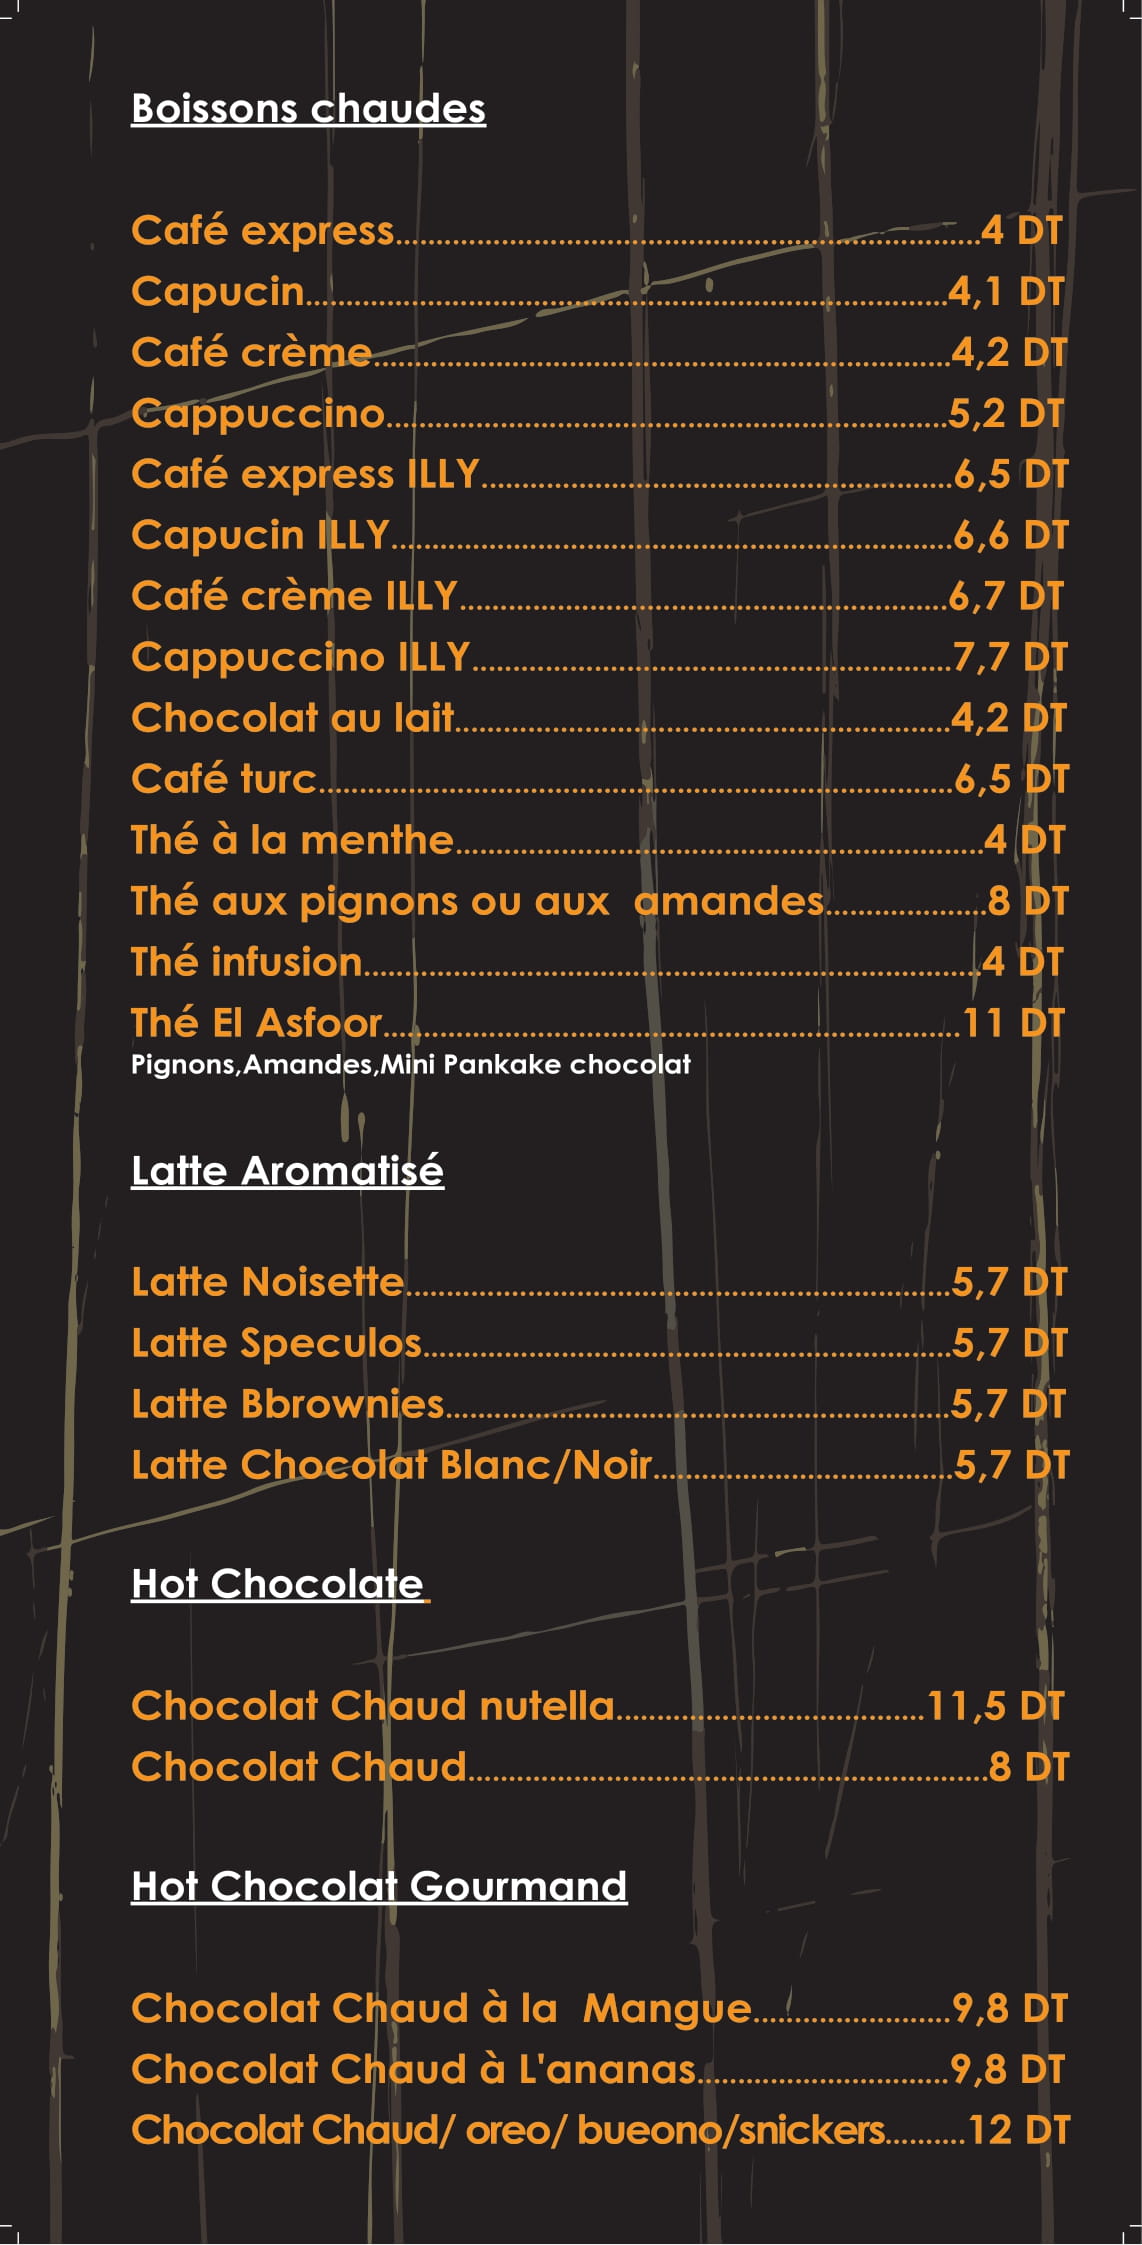 Boissons chaudes
Café express........................................................................4 DT
Capucin...............................................................................4,1 DT
Café crème.......................................................................4,2 DT
Cappuccino.....................................................................5,2 DT
Café express ILLY..........................................................6,5 DT
Capucin ILLY.....................................................................6,6 DT
Café crème ILLY............................................................6,7 DT
Cappuccino ILLY...........................................................7,7 DT
Chocolat au lait.............................................................4,2 DT
Café turc..............................................................................6,5 DT
Thé à la menthe.................................................................4 DT
Thé aux pignons ou aux  amandes....................8 DT
Thé infusion............................................................................4 DT
Thé El Asfoor.......................................................................11 DT
Pignons,Amandes,Mini Pankake chocolat
Latte Aromatisé
Latte Noisette...................................................................5,7 DT
Latte Speculos.................................................................5,7 DT
Latte Bbrownies..............................................................5,7 DT
Latte Chocolat Blanc/Noir.....................................5,7 DT
Hot Chocolate
Chocolat Chaud nutella......................................11,5 DT
Chocolat Chaud................................................................8 DT
Hot Chocolat Gourmand
Chocolat Chaud à la  Mangue........................9,8 DT
Chocolat Chaud à L'ananas...............................9,8 DT
Chocolat Chaud/ oreo/ bueono/snickers..........12 DT